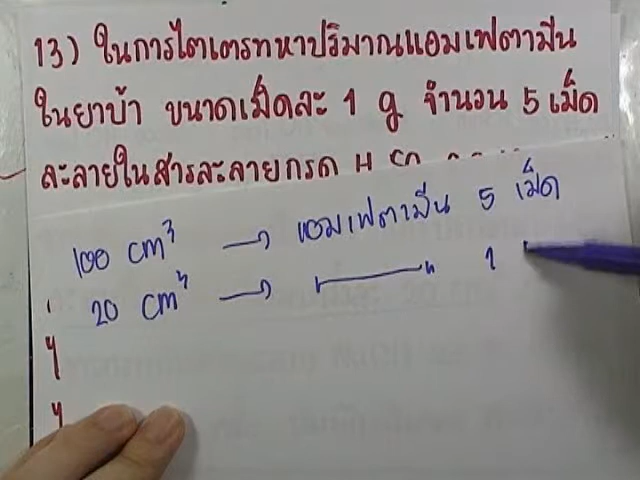 13) ในการไตเตรทหาปริมาณแอมเฟตามีน
ในยาบ้า ขนาดเม็ดละ 1 g จำนวน 5 เม็ด
ละลายในสารละลายกรด
100 cm³ → แอมเฟตามีน 5 เม็ด
20 cm³ → 1